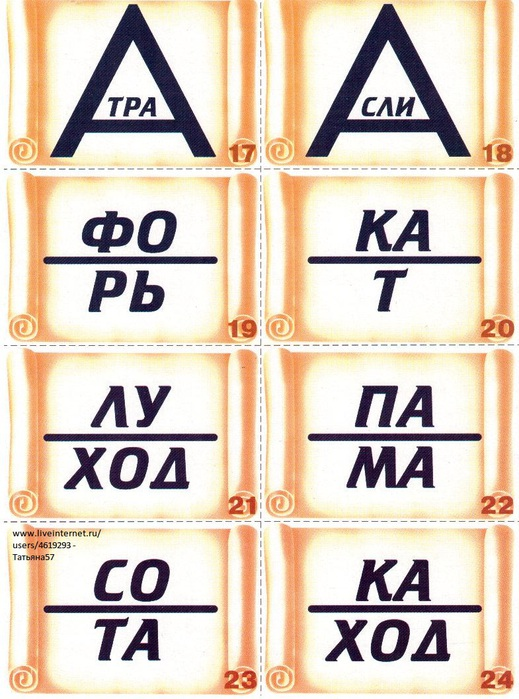 А
ТРА
17
А
СЛИ
18
ФО
РЬ
19
КА
Т
20
ЛУ
ХОД
21
ПА
МА
22
www.liveinternet.ru/
users/4619293 -
Татьяна57
СО
ТА
23
КА
ХОД
24